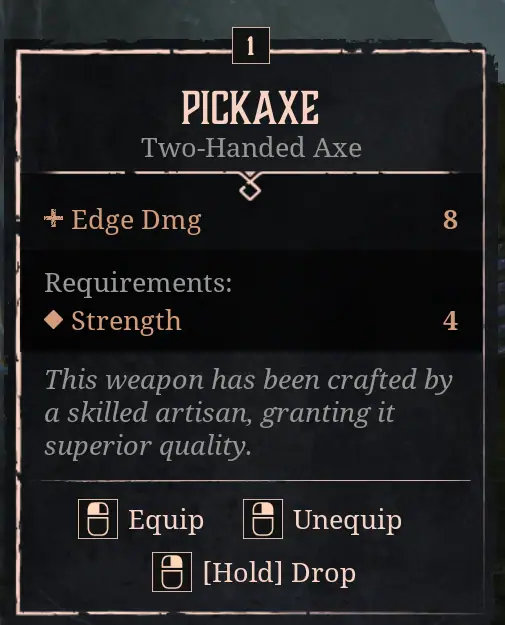 1
PICKAXE
Two-Handed Axe
Edge Dmg 8
Requirements:
Strength 4
This weapon has been crafted by
a skilled artisan, granting it
superior quality.
Equip Unequip
[Hold] Drop